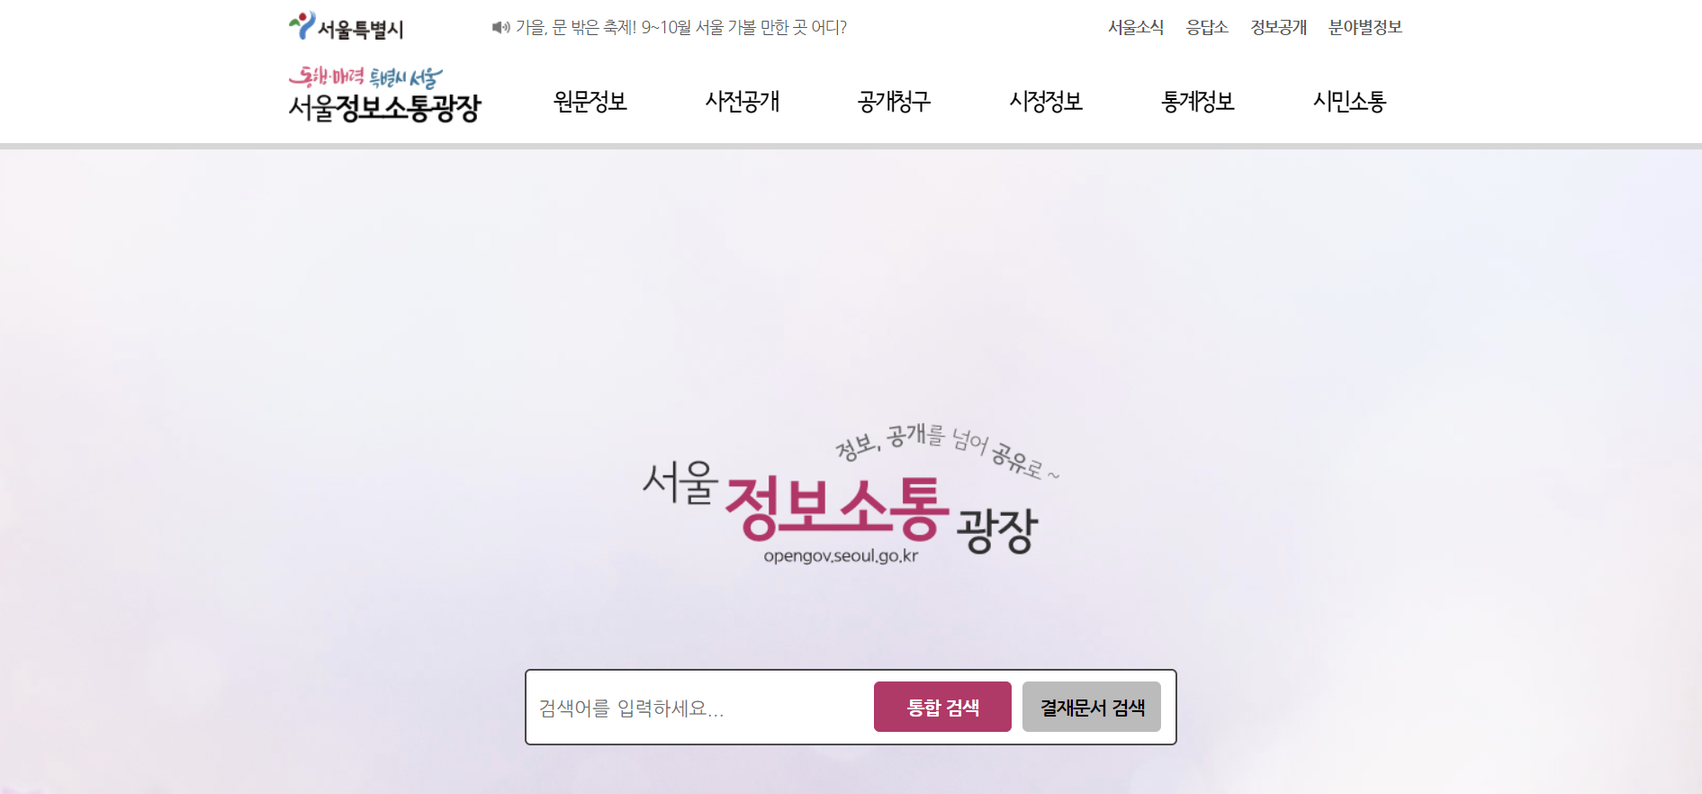 서울특별시
가을, 문 밖은 축제! 9~10월 서울 가볼 만한 곳 어디?
서울소식 응답소 정보공개 분야별정보
동행·매력 특별시 서울
서울정보소통광장
원문정보 사전공개 공개청구 시정정보 통계정보 시민소통
정보, 공개를 넘어 공유로 ~
서울 정보소통 광장
opengov.seoul.go.kr
검색어를 입력하세요... 통합 검색 결재문서 검색